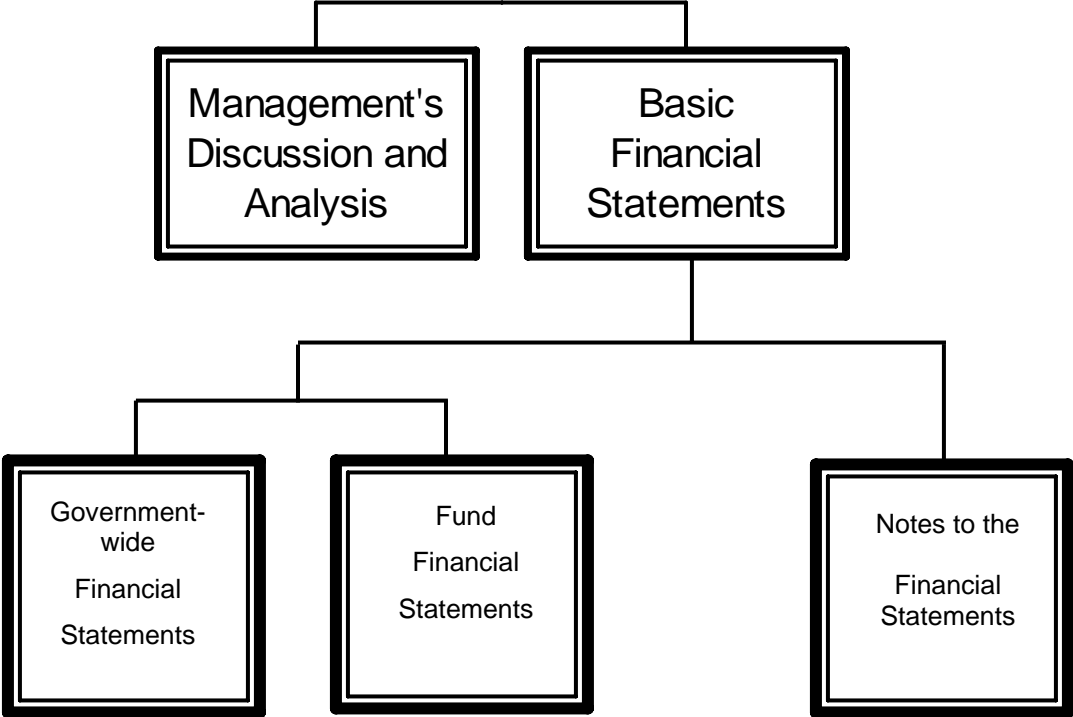 Management's
Discussion and
Analysis
Basic
Financial
Statements
Government-
wide
Financial
Statements
Fund
Financial
Statements
Notes to the
Financial
Statements